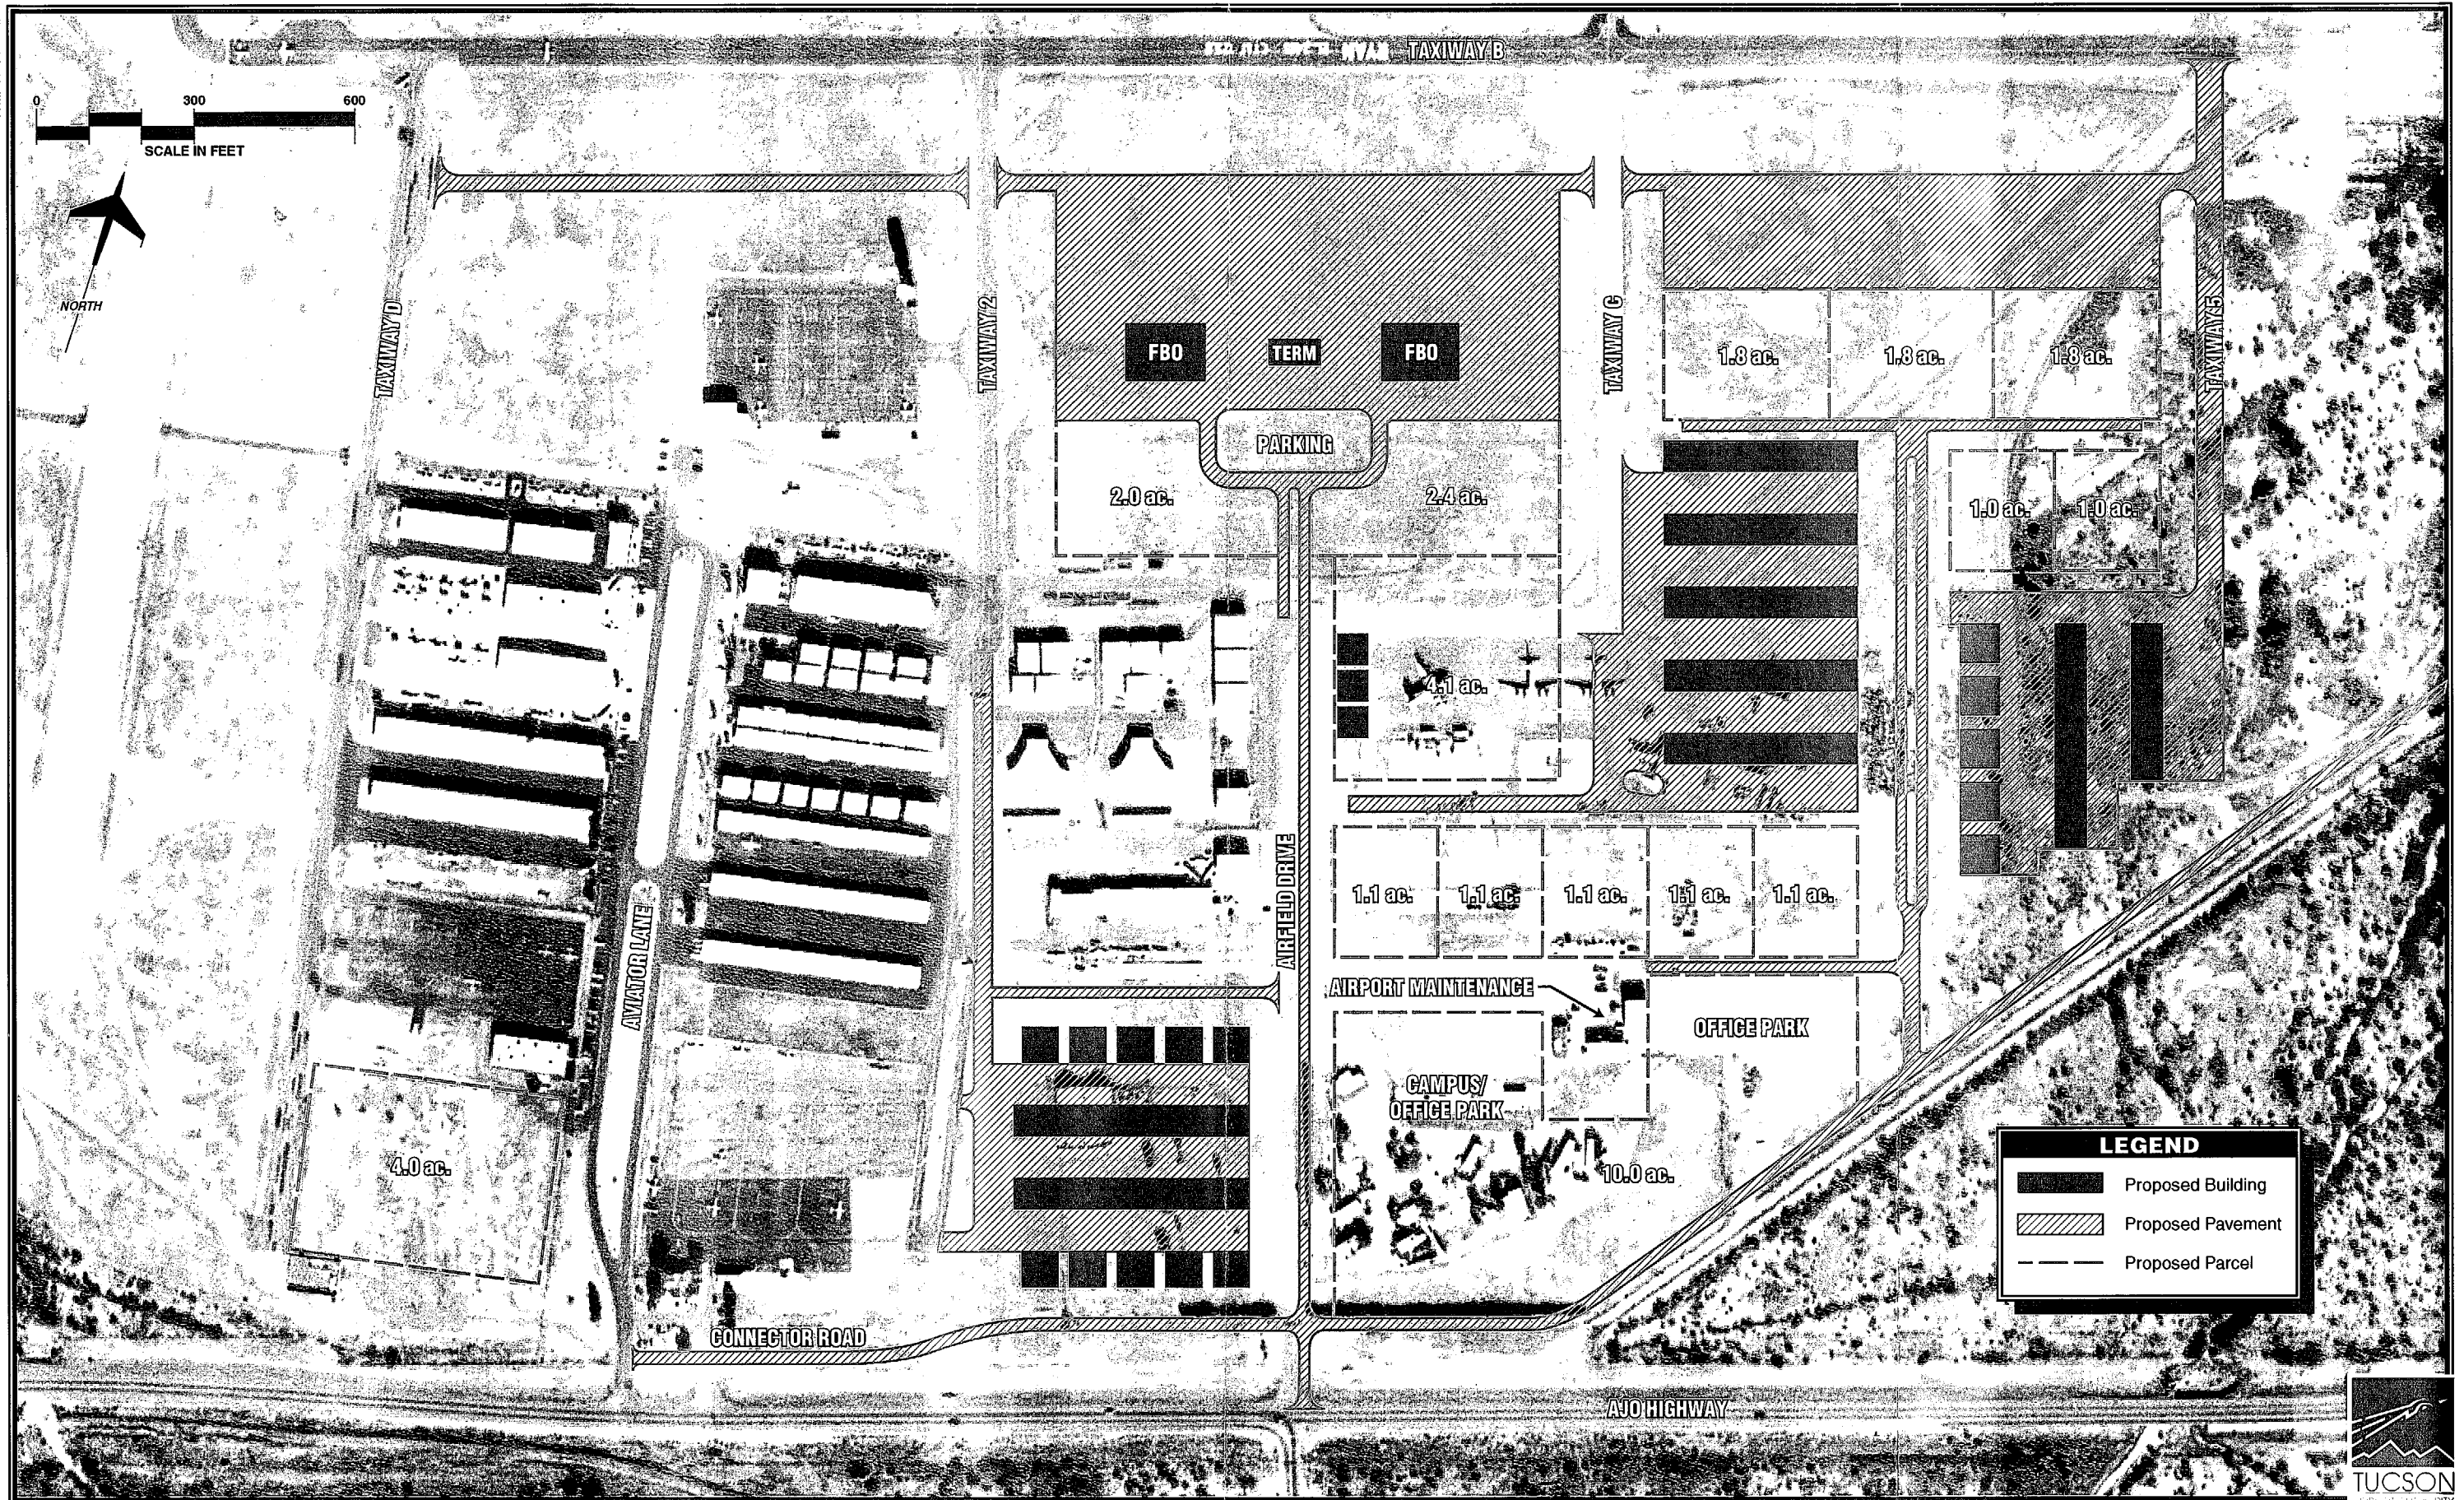 TAXIWAY B
0 300 600
SCALE IN FEET
NORTH
TAXIWAY D
TAXIWAY 2
TAXIWAY C
TAXIWAY 5
FBO
TERM
FBO
1.8 ac.
1.8 ac.
1.8 ac.
PARKING
2.0 ac.
2.4 ac.
1.0 ac.
1.0 ac.
4.1 ac.
1.1 ac.
1.1 ac.
1.1 ac.
1.1 ac.
1.1 ac.
AIRFIELD DRIVE
AVIATOR LANE
AIRPORT MAINTENANCE
OFFICE PARK
CAMPUS/
OFFICE PARK
4.0 ac.
10.0 ac.
LEGEND
Proposed Building
Proposed Pavement
Proposed Parcel
CONNECTOR ROAD
AJO HIGHWAY
TUCSON